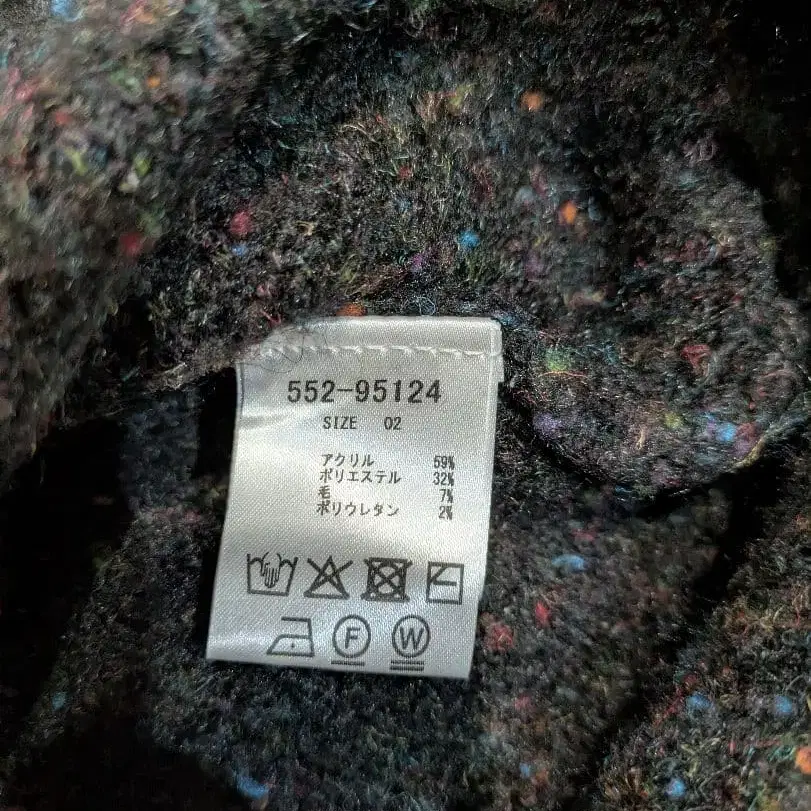 552-95124
SIZE 02
アクリル 59%
ポリエステル 32%
毛 7%
ポリウレタン 2%
F W